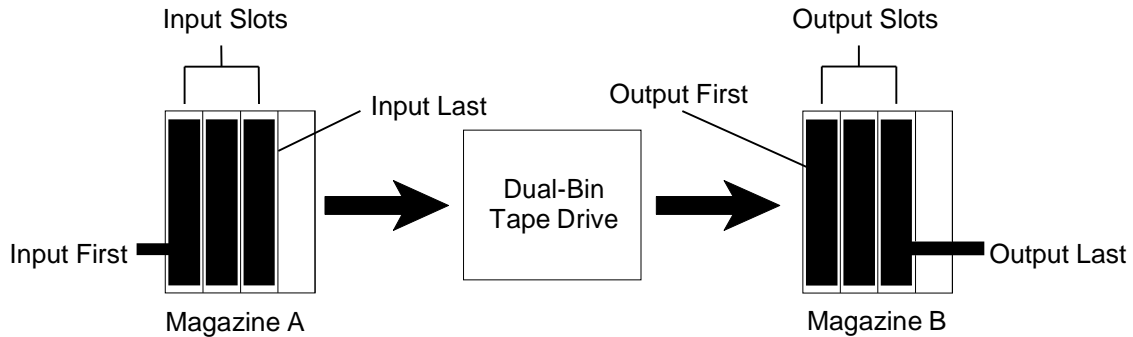 Input Slots
Output Slots
Input Last
Output First
Dual-Bin
Tape Drive
Input First
Output Last
Magazine A
Magazine B